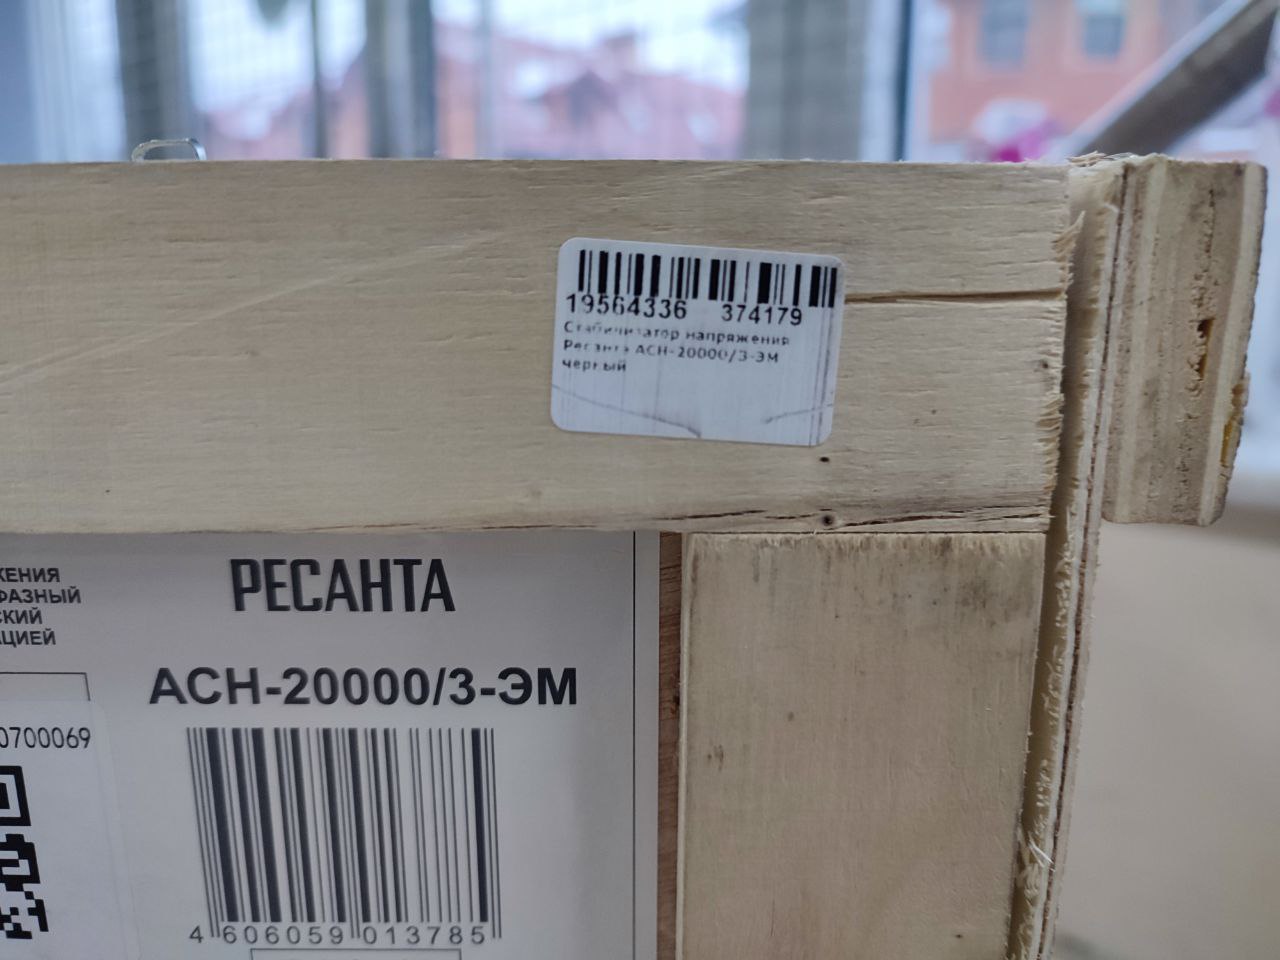 19564336 374179
Стабилизатор напряжения
Ресанта АСН-20000/3-ЭМ
черный
ЖЕНИЯ
ФАЗНЫЙ
СКИЙ
АЦИЕЙ
РЕСАНТА
АСН-20000/3-ЭМ
0700069
4 606059 013785